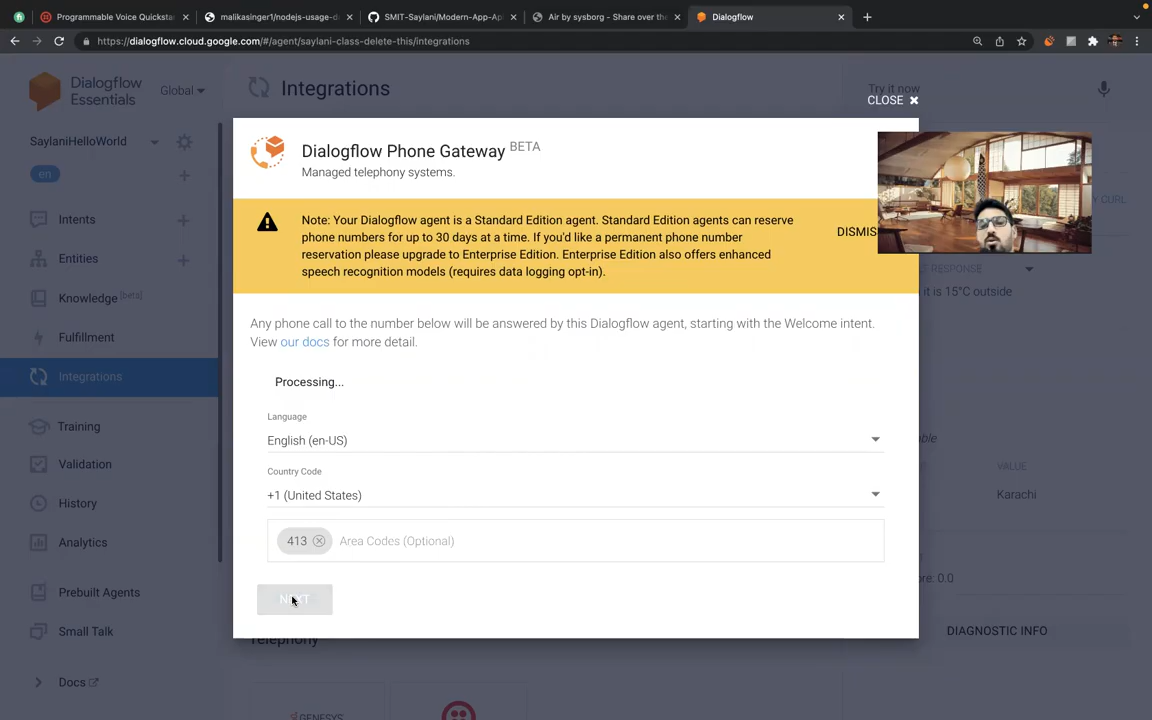 Programmable Voice Quicksta
malikasinger1/nodejs-usage-d
SMIT-Saylani/Modern-App-Ap
Air by sysborg - Share over the
Dialogflow
https://dialogflow.cloud.google.com/#/agent/saylani-class-delete-this/integrations
Dialogflow
Essentials
Global
Integrations
Try it now
CLOSE
SaylaniHelloWorld
en
Intents
Entities
Knowledge [beta]
Fulfillment
Integrations
Training
Validation
History
Analytics
Prebuilt Agents
Small Talk
Docs
Dialogflow Phone Gateway BETA
Managed telephony systems.
Note: Your Dialogflow agent is a Standard Edition agent. Standard Edition agents can reserve
phone numbers for up to 30 days at a time. If you'd like a permanent phone number
reservation please upgrade to Enterprise Edition. Enterprise Edition also offers enhanced
speech recognition models (requires data logging opt-in).
DISMIS
Any phone call to the number below will be answered by this Dialogflow agent, starting with the Welcome intent.
View our docs for more detail.
Processing...
Language
English (en-US)
Country Code
+1 (United States)
413
Area Codes (Optional)
NEXT
Y CURL
RESPONSE
it is 15°C outside
VALUE
Karachi
ore: 0.0
DIAGNOSTIC INFO
Telephony
GENESYS